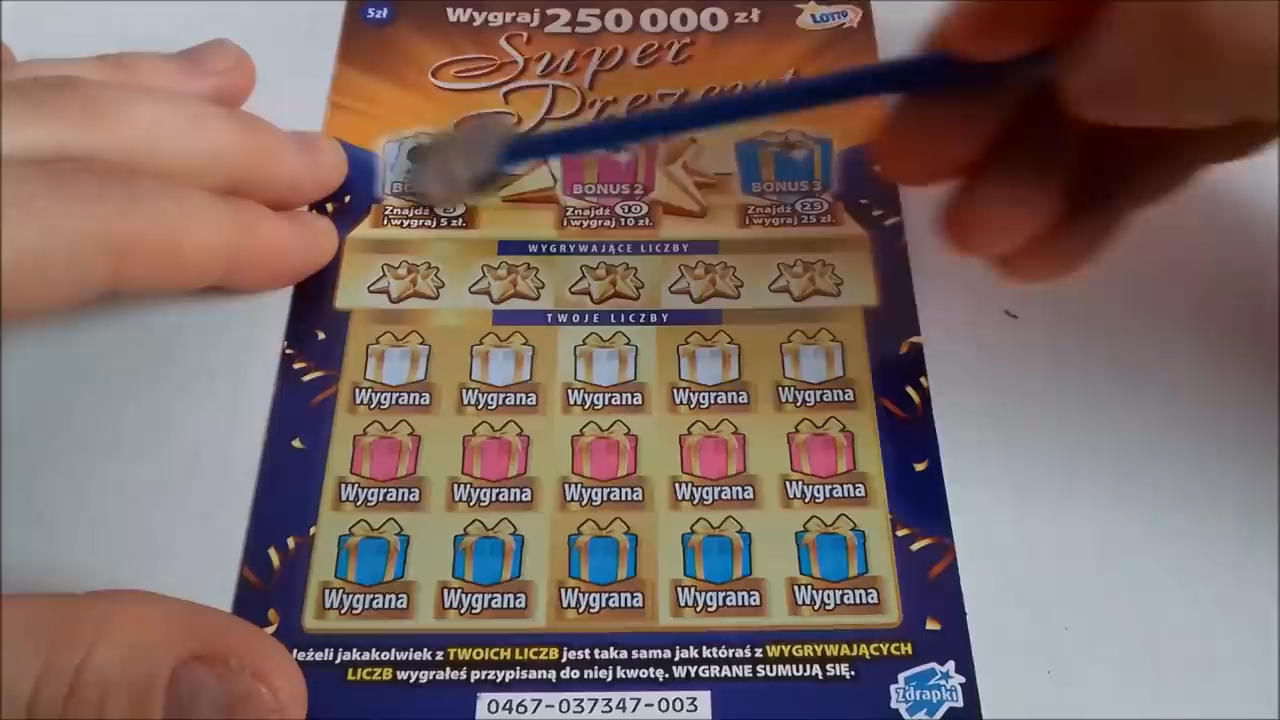 5zł
Wygraj 250 000 zł
LOTTO
Super
BONUS 2
BONUS 3
Znajdź
i wygraj 5 zł.
Znajdź 10
i wygraj 10 zł.
Znajdź 25
i wygraj 25 zł.
WYGRYWAJĄCE LICZBY
TWOJE LICZBY
Wygrana Wygrana Wygrana Wygrana Wygrana
Wygrana Wygrana Wygrana Wygrana Wygrana
Wygrana Wygrana Wygrana Wygrana Wygrana
Jeżeli jakakolwiek z TWOICH LICZB jest taka sama jak któraś z WYGRYWAJĄCYCH
LICZB wygrałeś przypisaną do niej kwotę. WYGRANE SUMUJĄ SIĘ.
Zdrapki
0467-037347-003